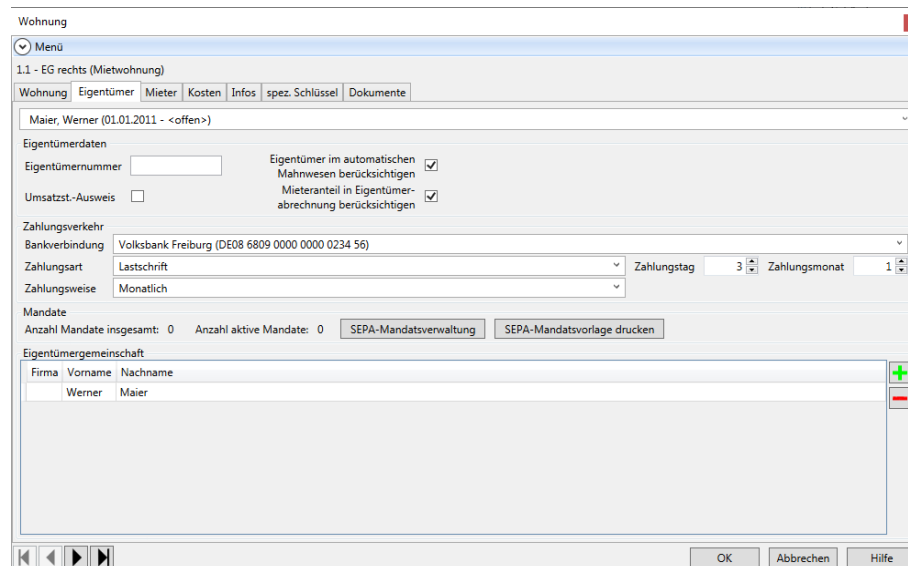 Wohnung
Menü
1.1 - EG rechts (Mietwohnung)
Wohnung Eigentümer Mieter Kosten Infos spez. Schlüssel Dokumente
Maier, Werner (01.01.2011 - <offen>)
Eigentümerdaten
Eigentümernummer
Eigentümer im automatischen
Mahnwesen berücksichtigen
Umsatzst.-Ausweis
Mieteranteil in Eigentümer-
abrechnung berücksichtigen
Zahlungsverkehr
Bankverbindung Volksbank Freiburg (DE08 6809 0000 0000 0234 56)
Zahlungsart Lastschrift Zahlungstag 3 Zahlungsmonat 1
Zahlungsweise Monatlich
Mandate
Anzahl Mandate insgesamt: 0 Anzahl aktive Mandate: 0 SEPA-Mandatsverwaltung SEPA-Mandatsvorlage drucken
Eigentümergemeinschaft
Firma Vorname Nachname
Werner Maier
OK Abbrechen Hilfe